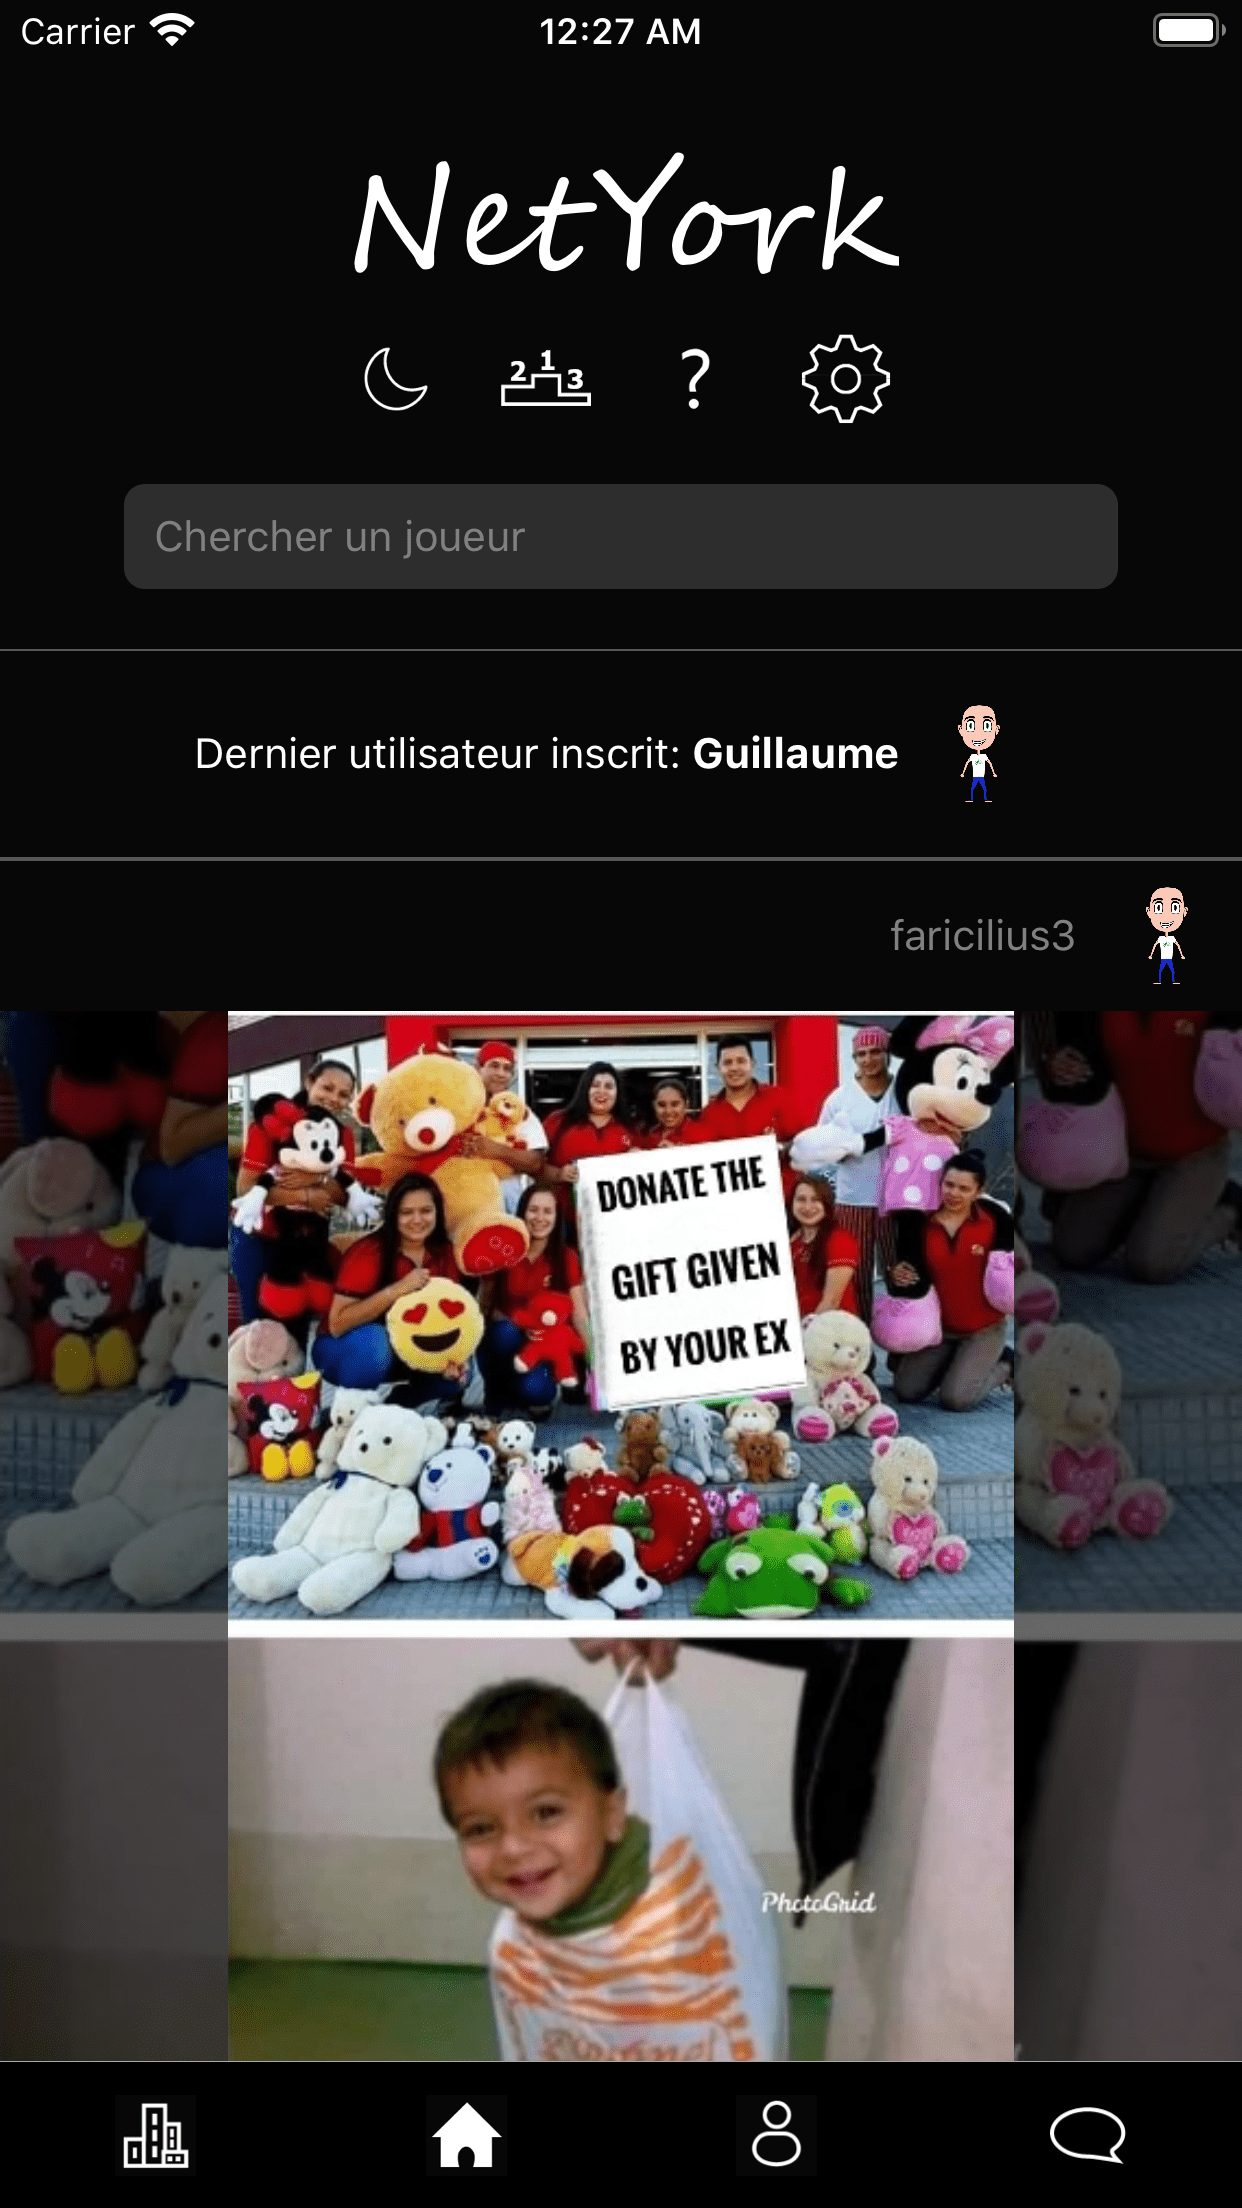 Carrier 12:27 AM
NetYork
2 1 3 ?
Chercher un joueur
Dernier utilisateur inscrit: Guillaume
faricilius3
DONATE THE
GIFT GIVEN
BY YOUR EX
PhotoGrid